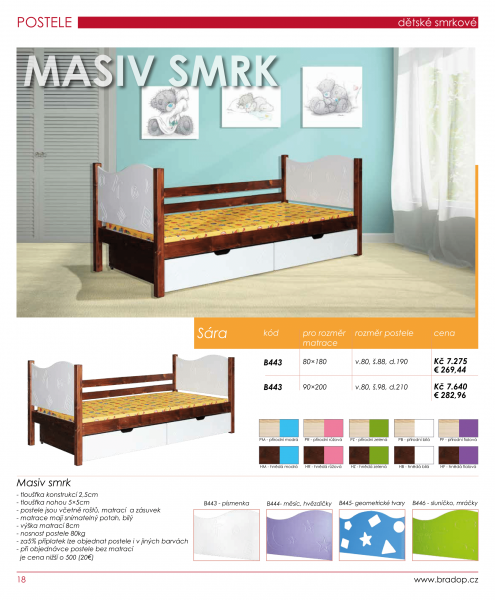 POSTELE
dětské smrkové
MASIV SMRK
Sára
kód
pro rozměr matrace
rozměr postele
cena
B443 80×180 v.80, š.88, d.190 Kč 7.275
€ 269,44
B443 90×200 v.80, š.98, d.210 Kč 7.640
€ 282,96
PM - přírodní modrá PR - přírodní růžová PZ - přírodní zelená PB - přírodní bílá PF - přírodní fialová
HM - hnědá modrá HR - hnědá růžová HZ - hnědá zelená HB - hnědá bílá HF - hnědá fialová
Masiv smrk
- tloušťka konstrukcí 2,5cm
- tloušťka nohou 5×5cm
- postele jsou včetně roštů, matrací a zásuvek
- matrace mají snímatelný potah, bílý
- výška matrací 8cm
- nosnost postele 80kg
- za5% příplatek lze objednat postele i v jiných barvách
- při objednávce postele bez matrací
je cena nižší o 500 (20€)
B443 - písmenka
B444- měsíc, hvězdičky
B445- geometrické tvary
B446 - sluníčko, mráčky
18
www.bradop.cz